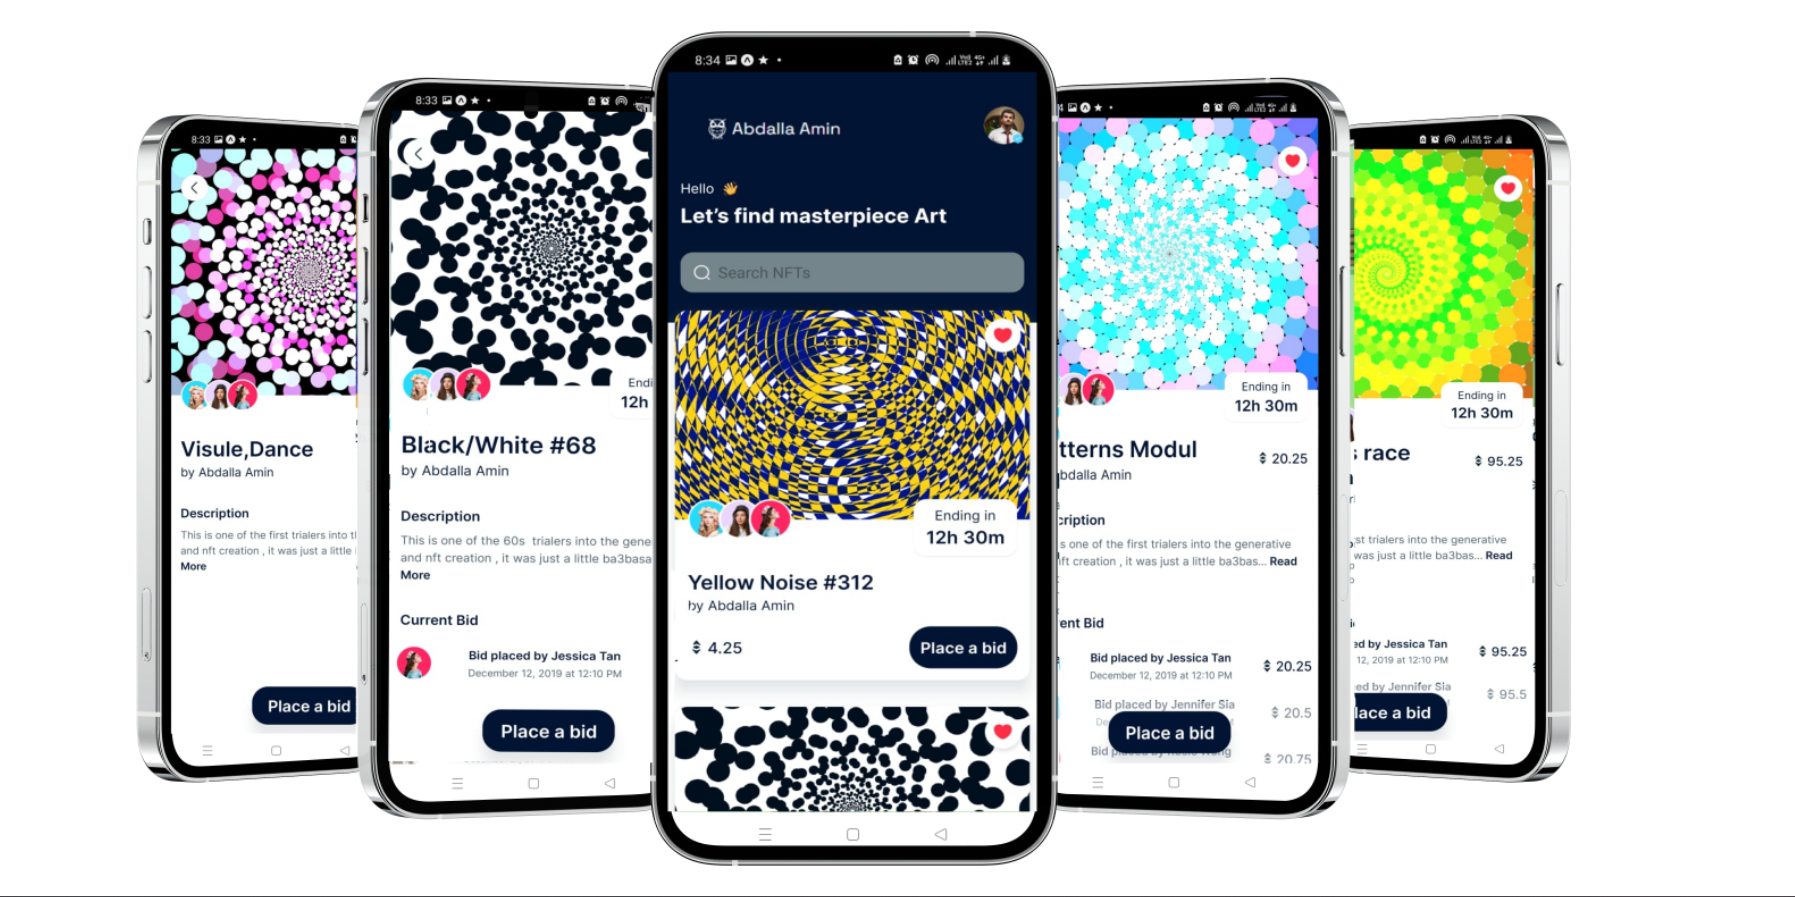 8:33
Visule,Dance
by Abdalla Amin
Description
This is one of the first trialers into
and nft creation , it was just a little
More
Place a bid
8:33
Ending
12h
Black/White #68
by Abdalla Amin
Description
This is one of the 60s trialers into the gene
and nft creation , it was just a little ba3basa
More
Current Bid
Bid placed by Jessica Tan
December 12, 2019 at 12:10 PM
Place a bid
8:34
Abdalla Amin
Hello 👋
Let's find masterpiece Art
Search NFTs
Ending in
12h 30m
Yellow Noise #312
by Abdalla Amin
4.25
Place a bid
Ending in
12h 30m
tterns Modul
20.25
bdalla Amin
cription
s one of the first trialers into the generative
ft creation , it was just a little ba3bas... Read
ent Bid
Bid placed by Jessica Tan
20.25
December 12, 2019 at 12:10 PM
Bid placed by Jennifer Sia
20.5
Place a bid
20.75
Ending in
12h 30m
s race
95.25
st trialers into the generative
was just a little ba3bas... Read
ed by Jessica Tan
95.25
12, 2019 at 12:10 PM
ed by Jennifer Sia
95.5
lace a bid